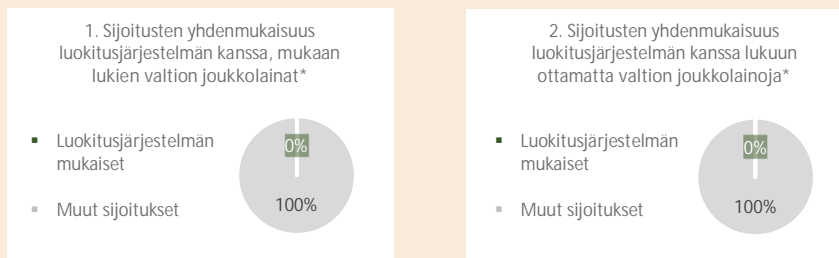 1. Sijoitusten yhdenmukaisuus
luokitusjärjestelmän kanssa, mukaan
lukien valtion joukkolainat*
Luokitusjärjestelmän
mukaiset
Muut sijoitukset
0%
100%
2. Sijoitusten yhdenmukaisuus
luokitusjärjestelmän kanssa lukuun
ottamatta valtion joukkolainoja*
Luokitusjärjestelmän
mukaiset
Muut sijoitukset
0%
100%